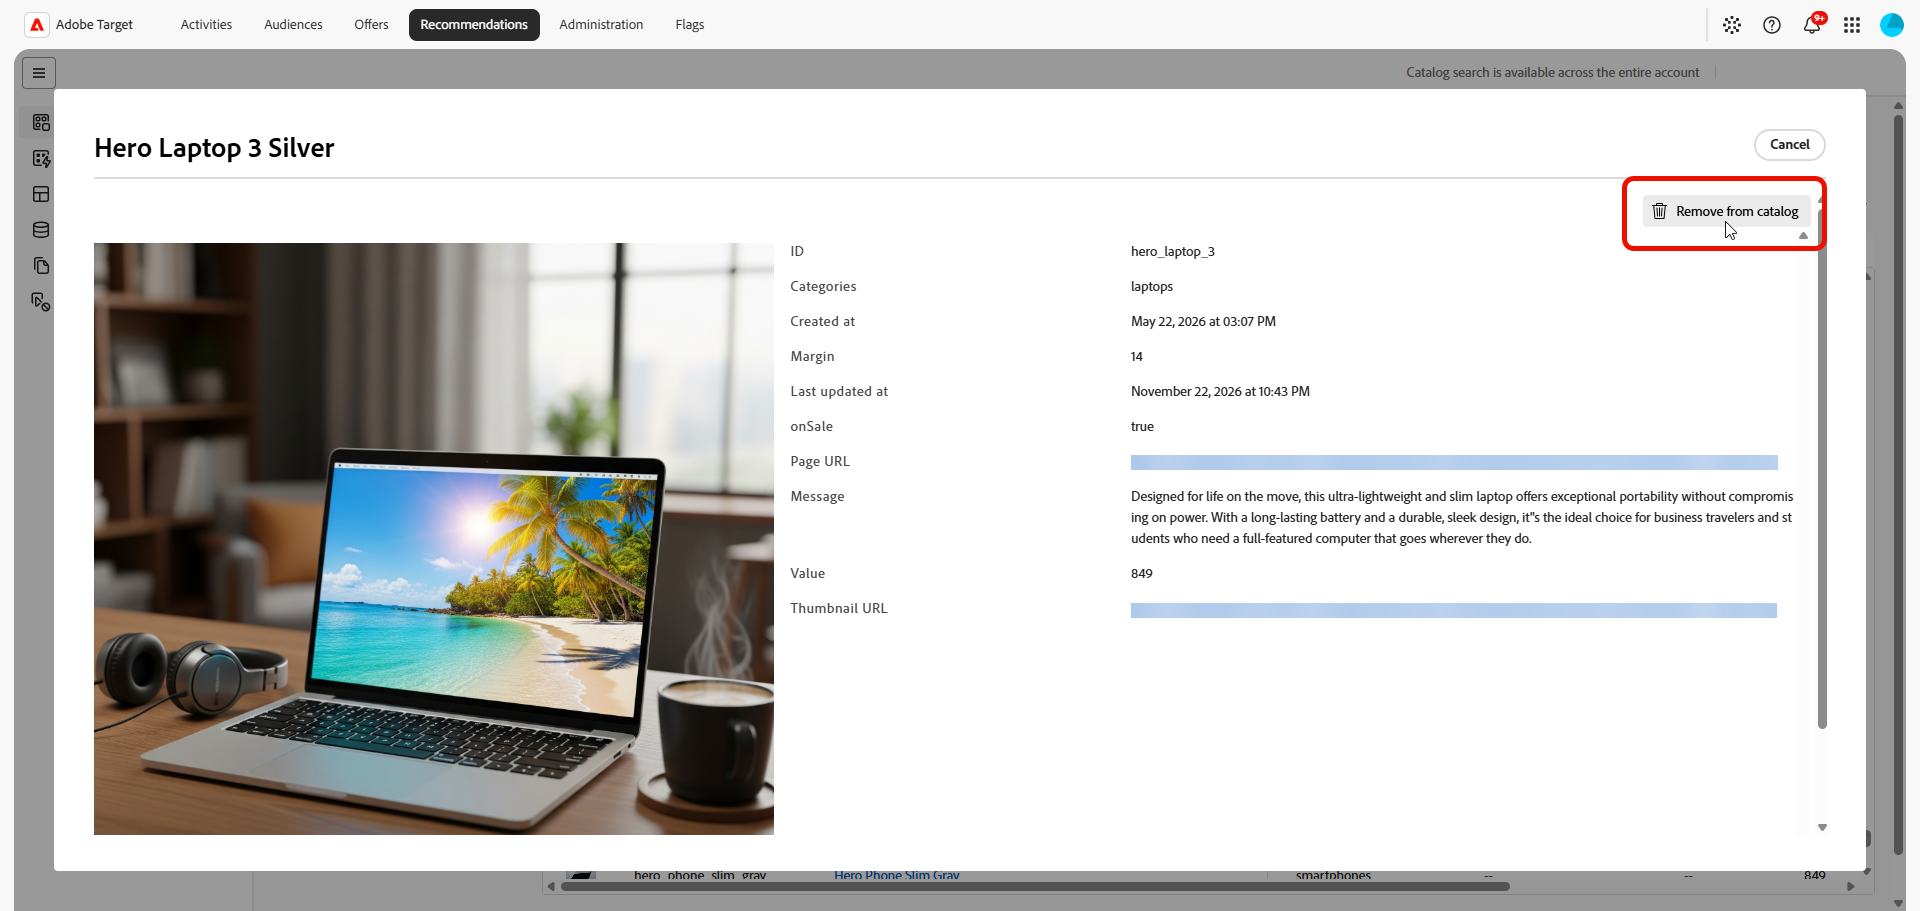 Adobe Target
Activities
Audiences
Offers
Recommendations
Administration
Flags
9+
Catalog search is available across the entire account
Hero Laptop 3 Silver
Cancel
Remove from catalog
ID
hero_laptop_3
Categories
laptops
Created at
May 22, 2026 at 03:07 PM
Margin
14
Last updated at
November 22, 2026 at 10:43 PM
onSale
true
Page URL
Message
Designed for life on the move, this ultra-lightweight and slim laptop offers exceptional portability without compromis
ing on power. With a long-lasting battery and a durable, sleek design, it"s the ideal choice for business travelers and st
udents who need a full-featured computer that goes wherever they do.
Value
849
Thumbnail URL
hero_phone_slim_gray
Hero Phone Slim Gray
smartphones
--
--
849